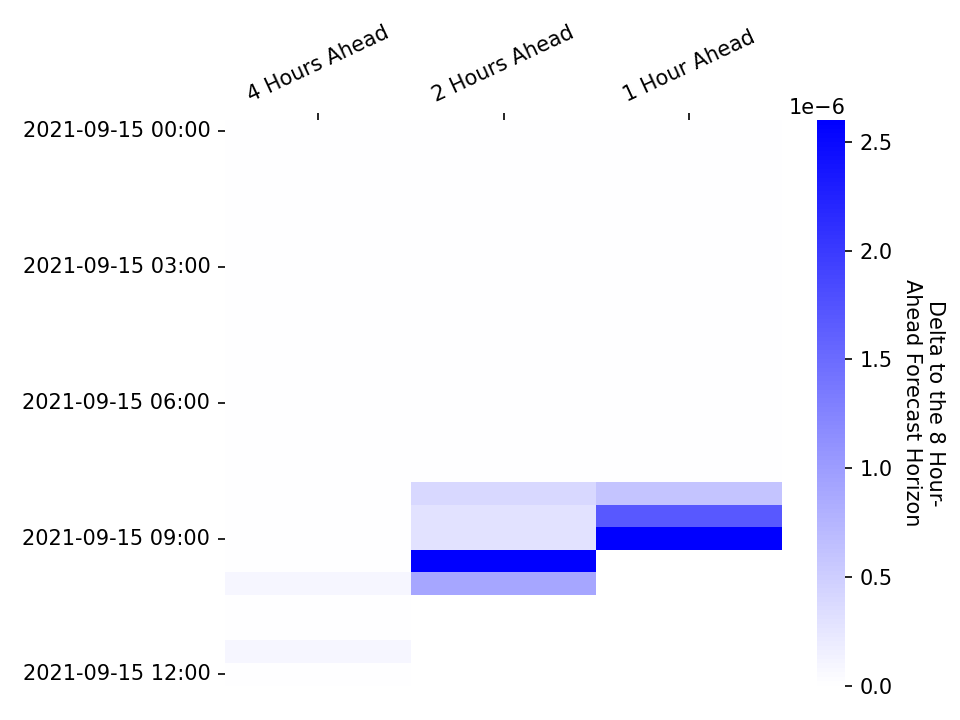 4 Hours Ahead
2 Hours Ahead
1 Hour Ahead
1e−6
2021-09-15 00:00
2021-09-15 03:00
2021-09-15 06:00
2021-09-15 09:00
2021-09-15 12:00
2.5
2.0
1.5
1.0
0.5
0.0
Delta to the 8 Hour-
Ahead Forecast Horizon